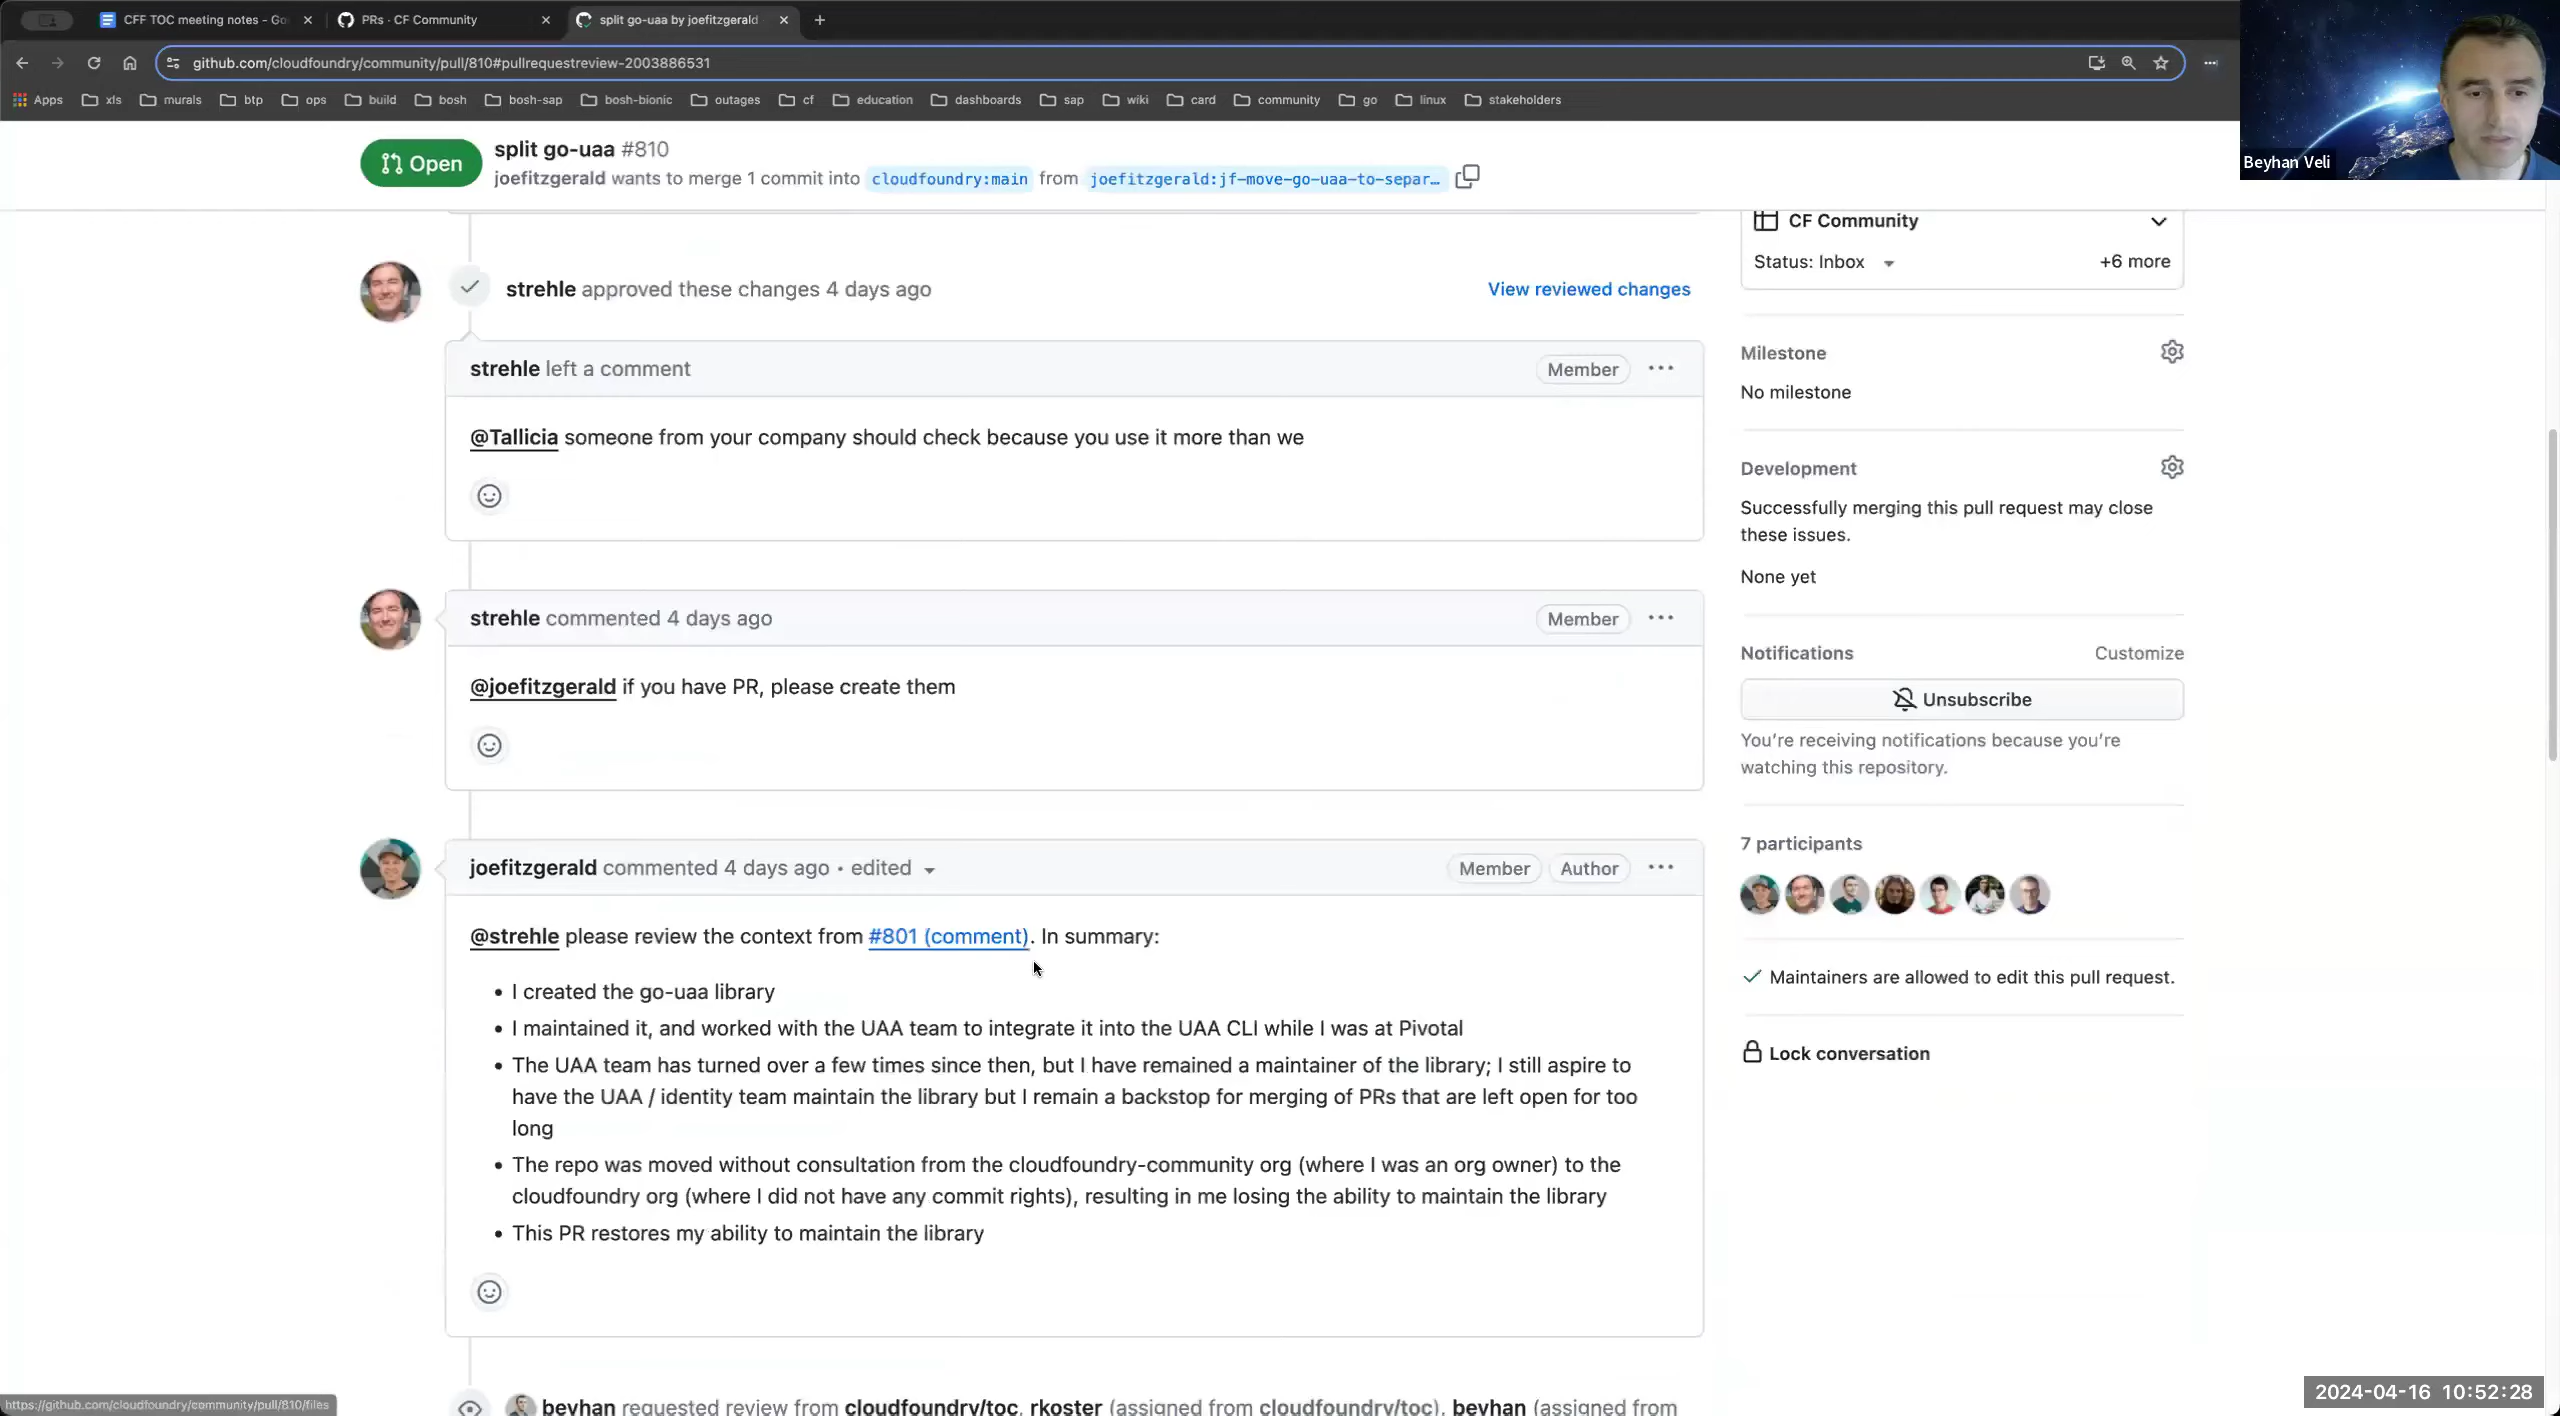 CFF TOC meeting notes - Go
PRs · CF Community
split go-uaa by joefitzgerald
github.com/cloudfoundry/community/pull/810#pullrequestreview-2003886531
Apps xls murals btp ops build bosh bosh-sap bosh-bionic outages cf education dashboards sap wiki card community go linux stakeholders
Beyhan Veli
Open
split go-uaa #810
joefitzgerald wants to merge 1 commit into cloudfoundry:main from joefitzgerald:jf-move-go-uaa-to-separ…
strehle approved these changes 4 days ago
View reviewed changes
strehle left a comment
Member
@Tallicia someone from your company should check because you use it more than we
strehle commented 4 days ago
Member
@joefitzgerald if you have PR, please create them
joefitzgerald commented 4 days ago • edited
Member
Author
@strehle please review the context from #801 (comment). In summary:
• I created the go-uaa library
• I maintained it, and worked with the UAA team to integrate it into the UAA CLI while I was at Pivotal
• The UAA team has turned over a few times since then, but I have remained a maintainer of the library; I still aspire to
have the UAA / identity team maintain the library but I remain a backstop for merging of PRs that are left open for too
long
• The repo was moved without consultation from the cloudfoundry-community org (where I was an org owner) to the
cloudfoundry org (where I did not have any commit rights), resulting in me losing the ability to maintain the library
• This PR restores my ability to maintain the library
beyhan requested review from cloudfoundry/toc, rkoster (assigned from cloudfoundry/toc), beyhan (assigned from
CF Community
Status: Inbox
+6 more
Milestone
No milestone
Development
Successfully merging this pull request may close
these issues.
None yet
Notifications
Customize
Unsubscribe
You're receiving notifications because you're
watching this repository.
7 participants
Maintainers are allowed to edit this pull request.
Lock conversation
https://github.com/cloudfoundry/community/pull/810/files
2024-04-16 10:52:28